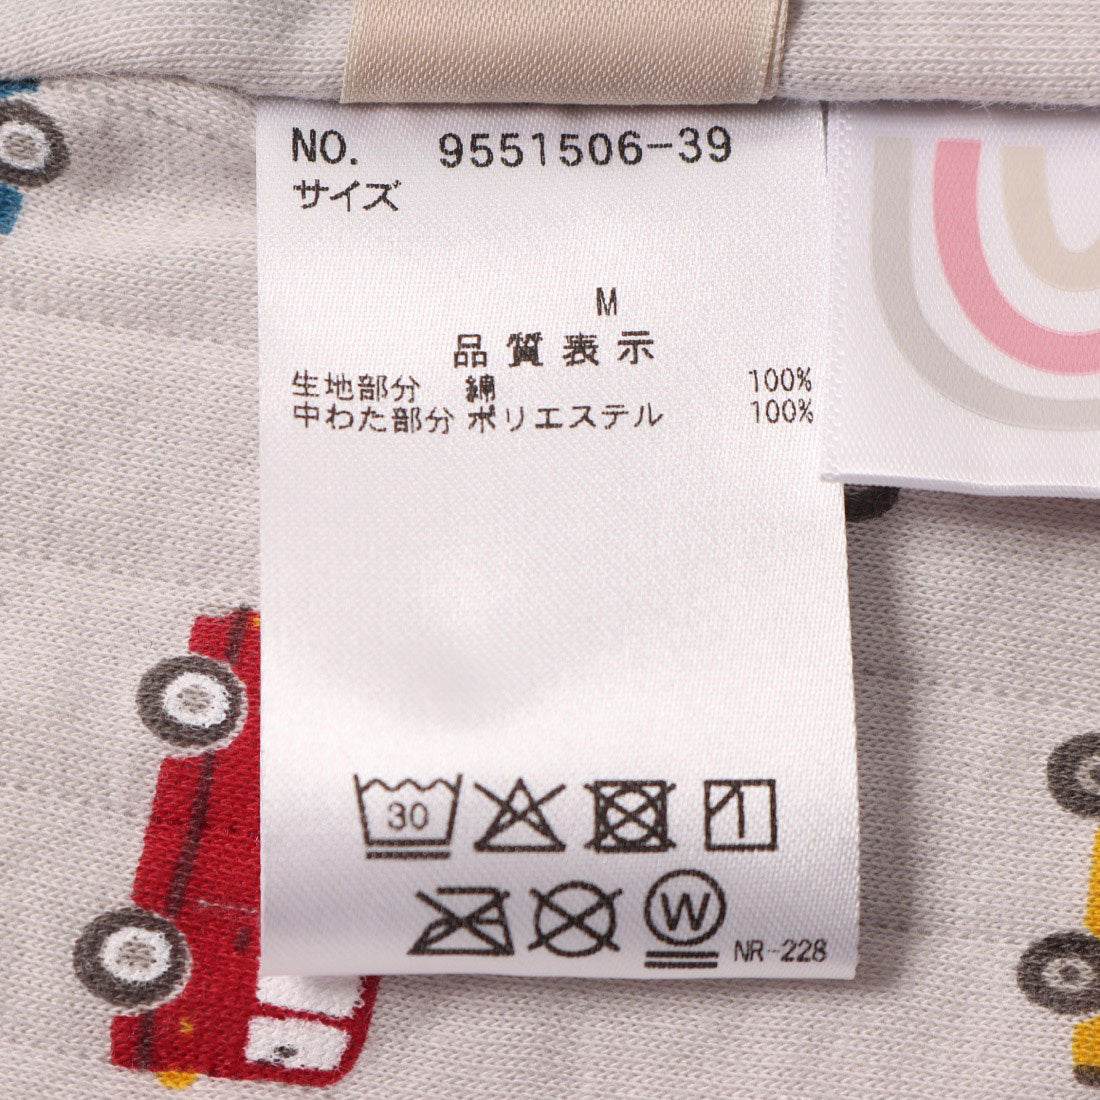 NO. 9551506-39
サイズ
M
品質表示
生地部分 綿 100%
中わた部分 ポリエステル 100%
30
W NR-228